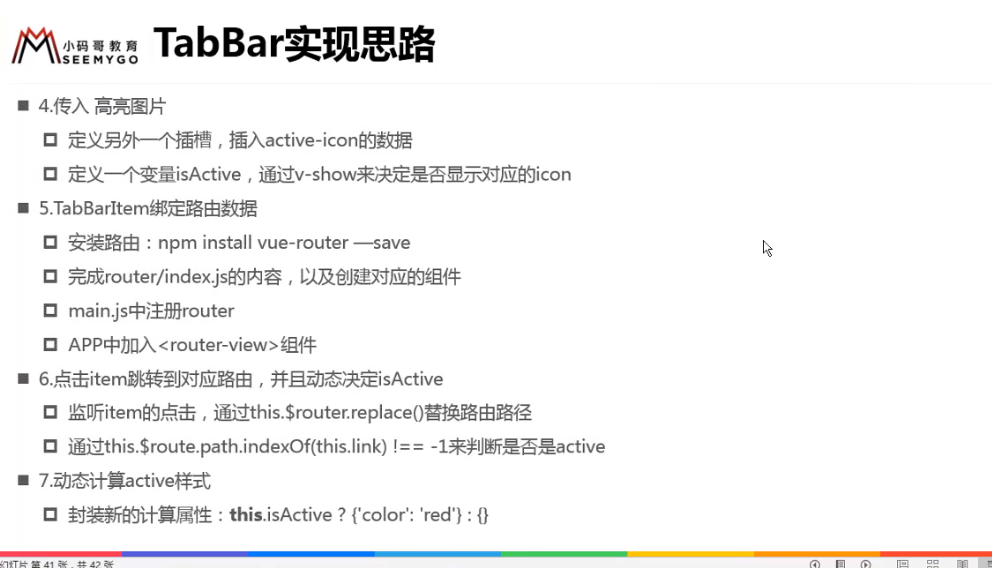 小码哥教育
SEEMYGO
TabBar实现思路
4.传入 高亮图片
定义另外一个插槽，插入active-icon的数据
定义一个变量isActive，通过v-show来决定是否显示对应的icon
5.TabBarItem绑定路由数据
安装路由：npm install vue-router —save
完成router/index.js的内容，以及创建对应的组件
main.js中注册router
APP中加入<router-view>组件
6.点击item跳转到对应路由，并且动态决定isActive
监听item的点击，通过this.$router.replace()替换路由路径
通过this.$route.path.indexOf(this.link) !== -1来判断是否是active
7.动态计算active样式
封装新的计算属性：this.isActive ? {'color': 'red'} : {}
幻灯片 第 41 张，共 42 张